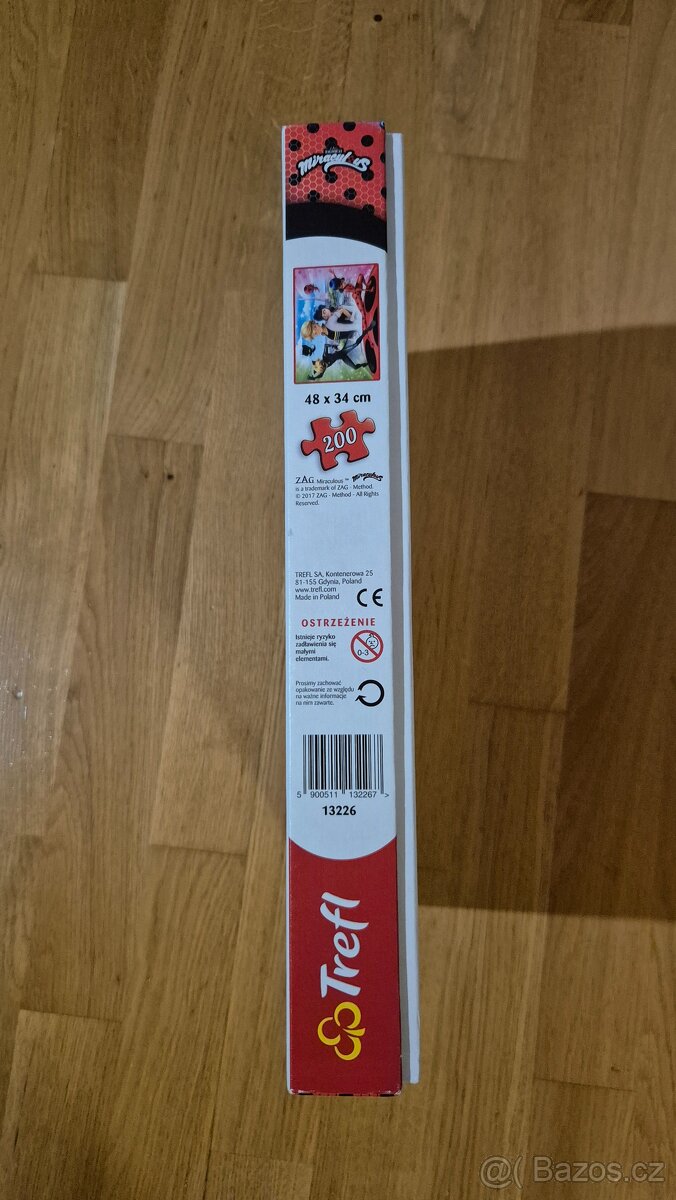 Miraculous
48 x 34 cm
200
ZAG Miraculous™ Miraculous
is a trademark of ZAG - Method.
© 2017 ZAG - Method - All Rights
Reserved.
TREFL SA, Kontenerowa 25
81-155 Gdynia, Poland
www.trefl.com
Made in Poland
CE
OSTRZEŻENIE
Istnieje ryzyko
zadławienia się
małymi
elementami.
0-3
Prosimy zachować
opakowanie ze względu
na ważne informacje
na nim zawarte.
5 900511 132267 >
13226
Trefl
@( Bazos.cz